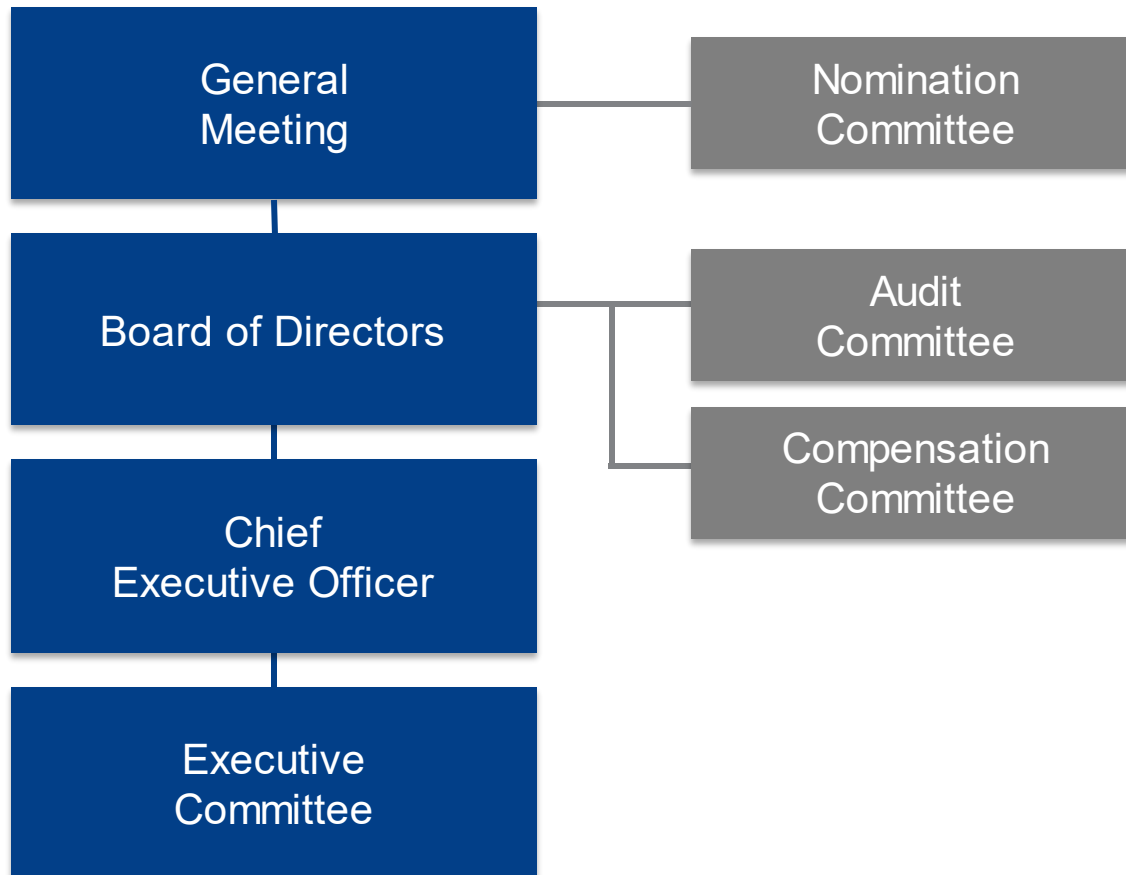 General
Meeting
Nomination
Committee
Board of Directors
Audit
Committee
Compensation
Committee
Chief
Executive Officer
Executive
Committee